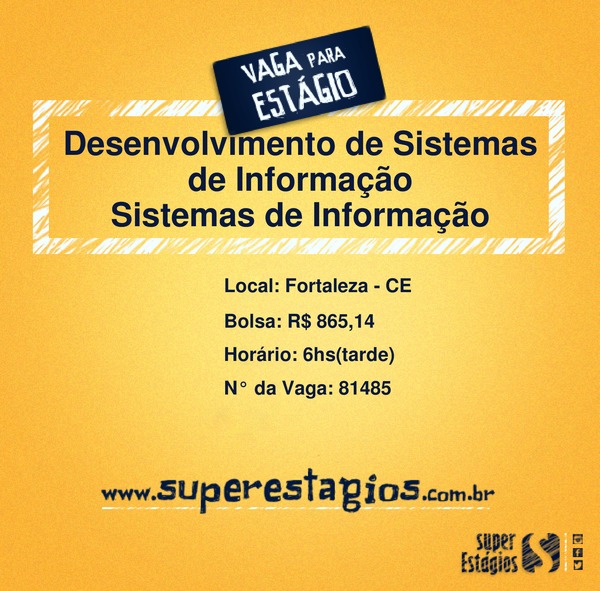 VAGA PARA
ESTÁGIO
Desenvolvimento de Sistemas
de Informação
Sistemas de Informação
Local: Fortaleza - CE
Bolsa: R$ 865,14
Horário: 6hs(tarde)
N° da Vaga: 81485
www.superestagios.com.br
super
Estágios